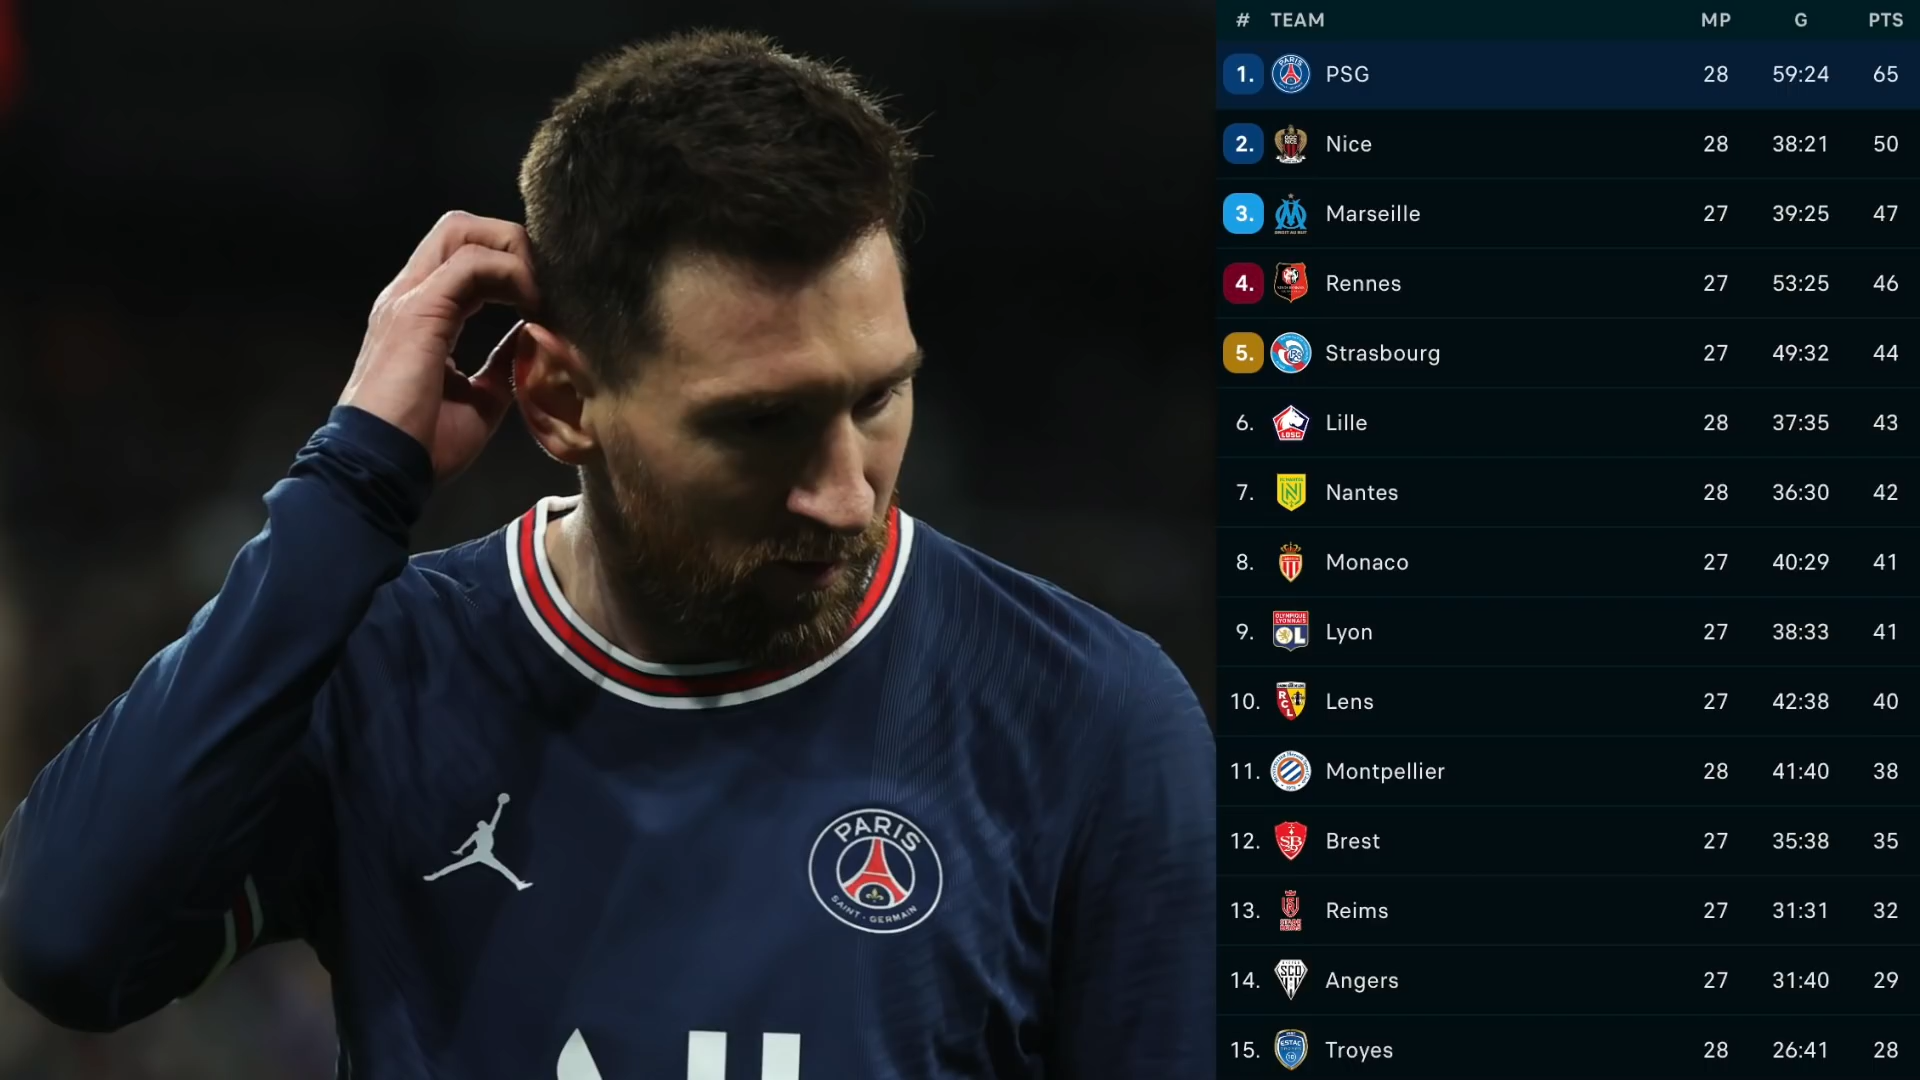 PARIS
SAINT-GERMAIN
# TEAM MP G PTS
1. PSG 28 59:24 65
2. Nice 28 38:21 50
3. Marseille 27 39:25 47
4. Rennes 27 53:25 46
5. Strasbourg 27 49:32 44
6. Lille 28 37:35 43
7. Nantes 28 36:30 42
8. Monaco 27 40:29 41
9. Lyon 27 38:33 41
10. Lens 27 42:38 40
11. Montpellier 28 41:40 38
12. Brest 27 35:38 35
13. Reims 27 31:31 32
14. Angers 27 31:40 29
15. Troyes 28 26:41 28